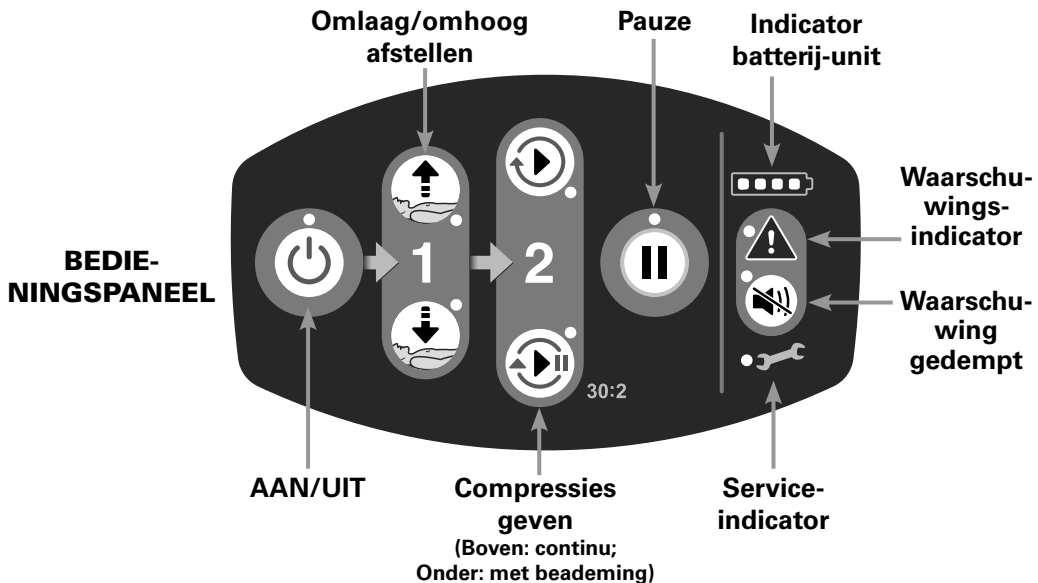 Omlaag/omhoog
afstellen
Pauze
Indicator
batterij-unit
Waarschu-
wings-
indicator
BEDIE-
NINGSPANEEL
1
2
Waarschu-
wing
gedempt
30:2
AAN/UIT
Compressies
geven
(Boven: continu;
Onder: met beademing)
Service-
indicator